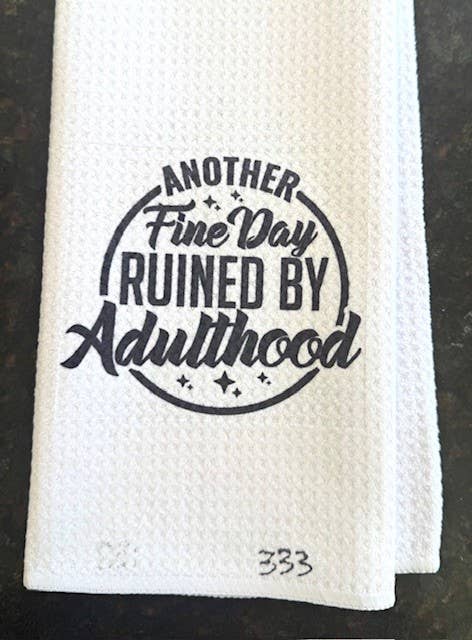 ANOTHER
Fine Day
RUINED BY
Adulthood
333